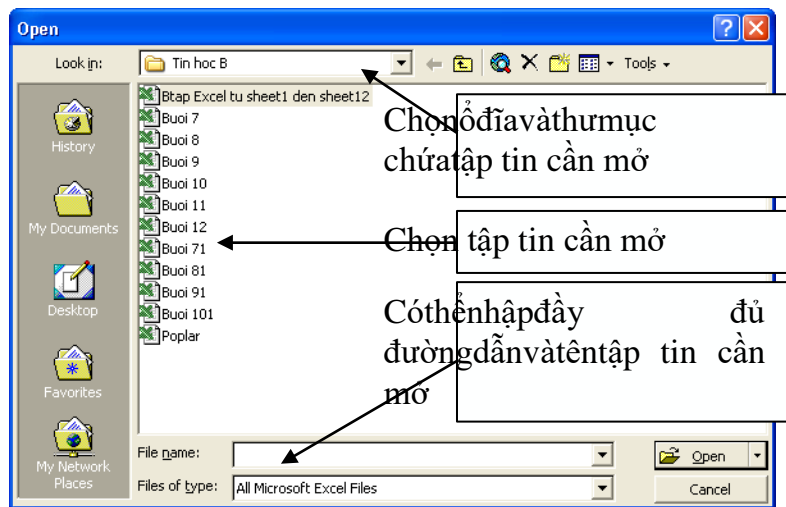 Open
Look in: Tin hoc B Tools
History
My Documents
Desktop
Favorites
My Network
Places
Btap Excel tu sheet1 den sheet12
Buoi 7
Buoi 8
Buoi 9
Buoi 10
Buoi 11
Buoi 12
Buoi 71
Buoi 81
Buoi 91
Buoi 101
Poplar
Chọnổđĩavàthưmục
chứatập tin cần mở
Chọn tập tin cần mở
Cóthểnhậpđầy đủ
đườngdẫnvàtêntập tin cần
mở
File name: Open
Files of type: All Microsoft Excel Files Cancel